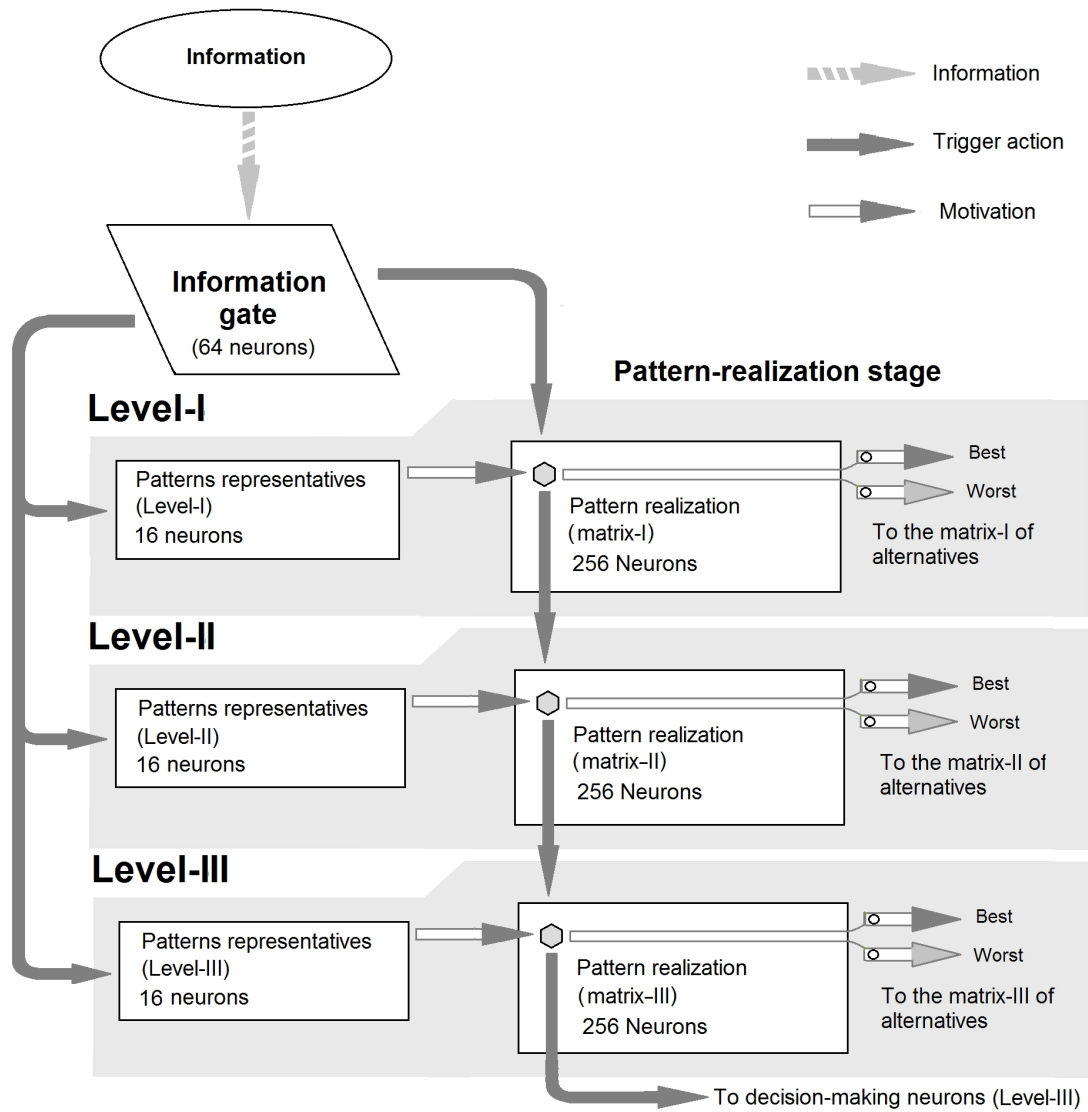 Information
Information
Trigger action
Motivation
Information
gate
(64 neurons)
Pattern-realization stage
Level-I
Patterns representatives
(Level-I)
16 neurons
Pattern realization
(matrix-I)
256 Neurons
Best
Worst
To the matrix-I of
alternatives
Level-II
Patterns representatives
(Level-II)
16 neurons
Pattern realization
(matrix-II)
256 Neurons
Best
Worst
To the matrix-II of
alternatives
Level-III
Patterns representatives
(Level-III)
16 neurons
Pattern realization
(matrix-III)
256 Neurons
Best
Worst
To the matrix-III of
alternatives
To decision-making neurons (Level-III)